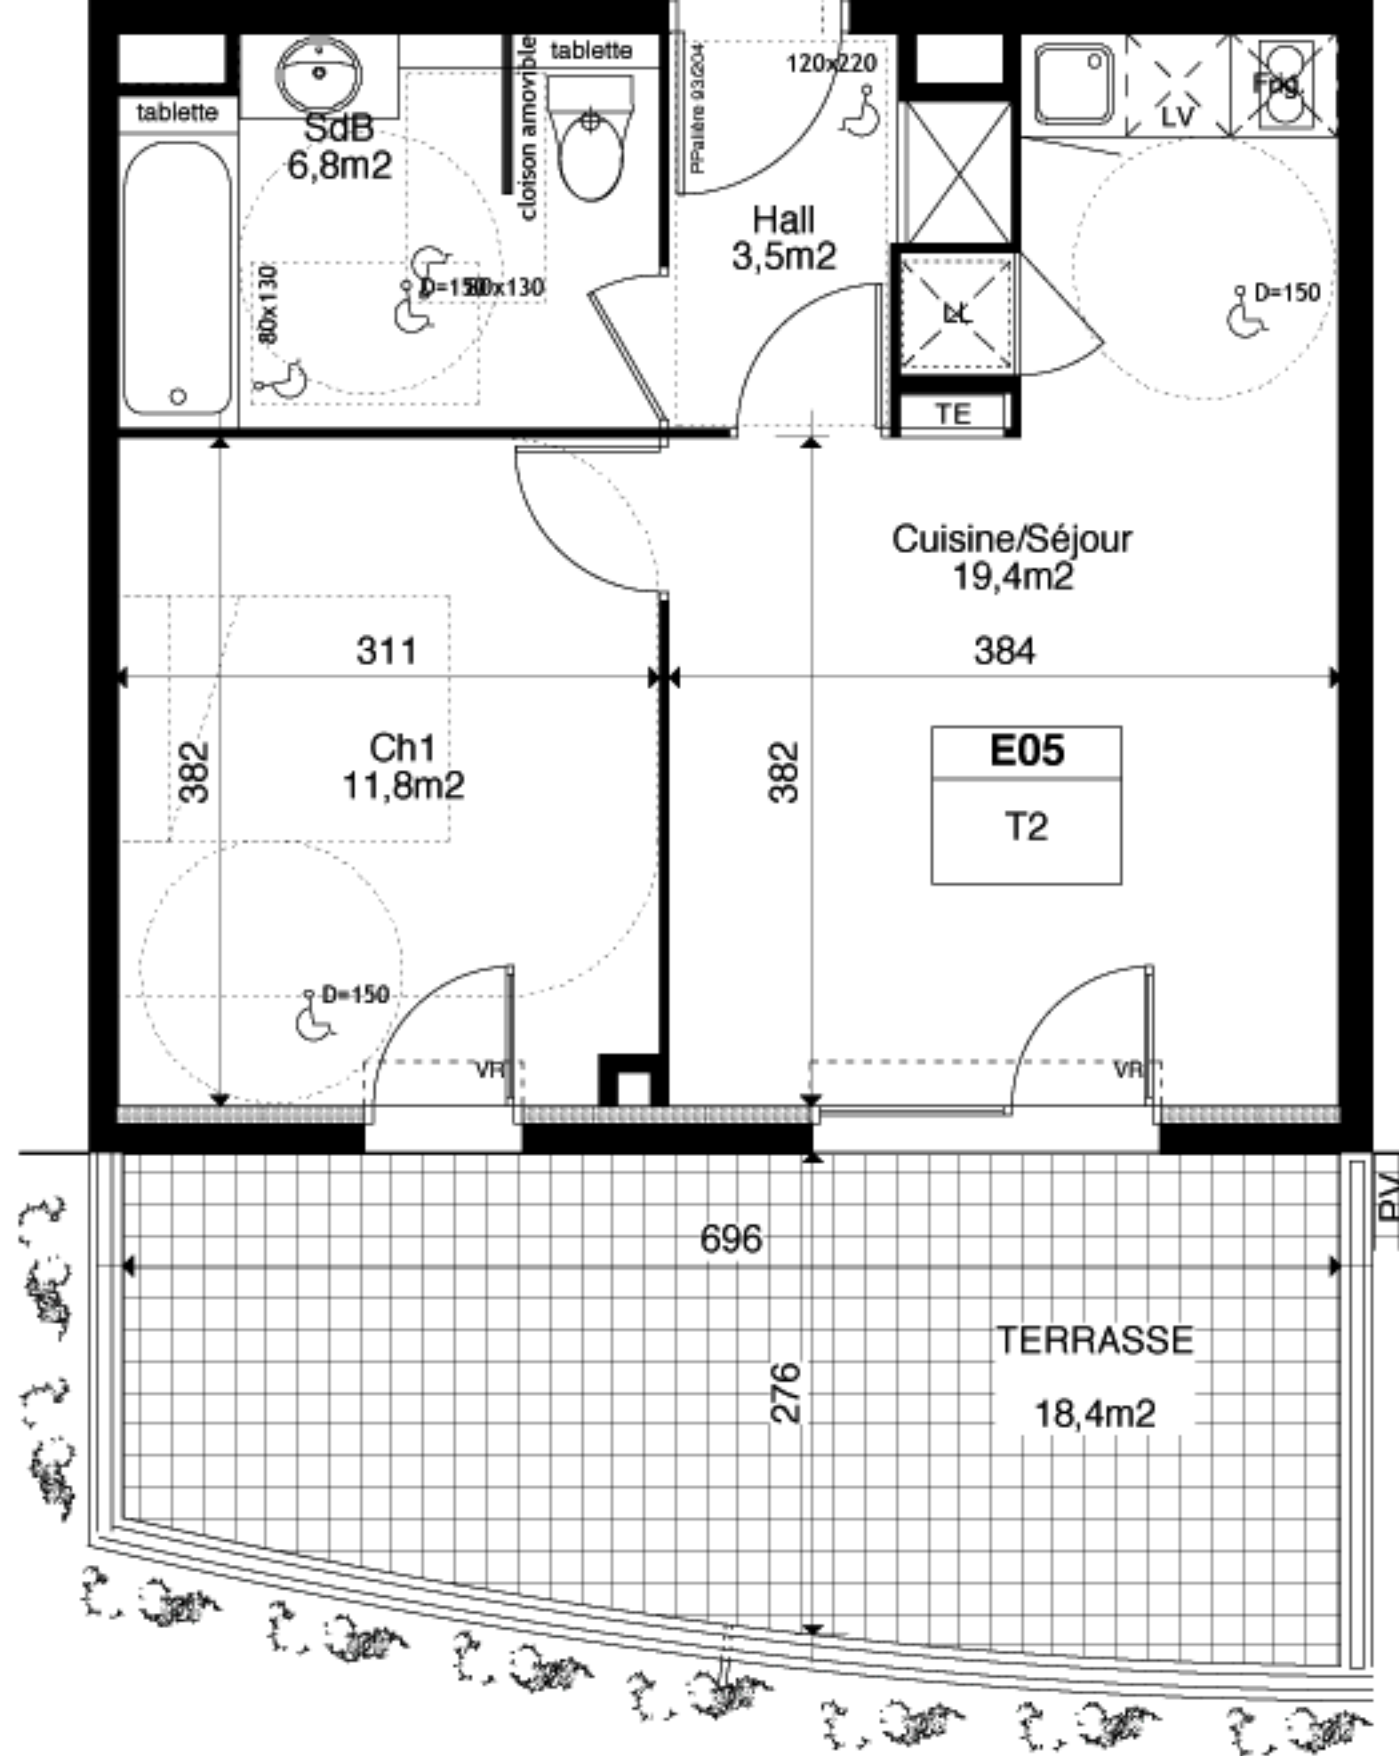 tablette
cloison amovible
tablette
SdB
6,8m2
PPalière 93/204
120x220
LV
Frig.
Hall
3,5m2
80x130
D=150
80x130
LL
D=150
TE
Cuisine/Séjour
19,4m2
311
384
382
Ch1
11,8m2
382
E05
T2
D=150
VR
VR
PV
696
TERRASSE
276
18,4m2